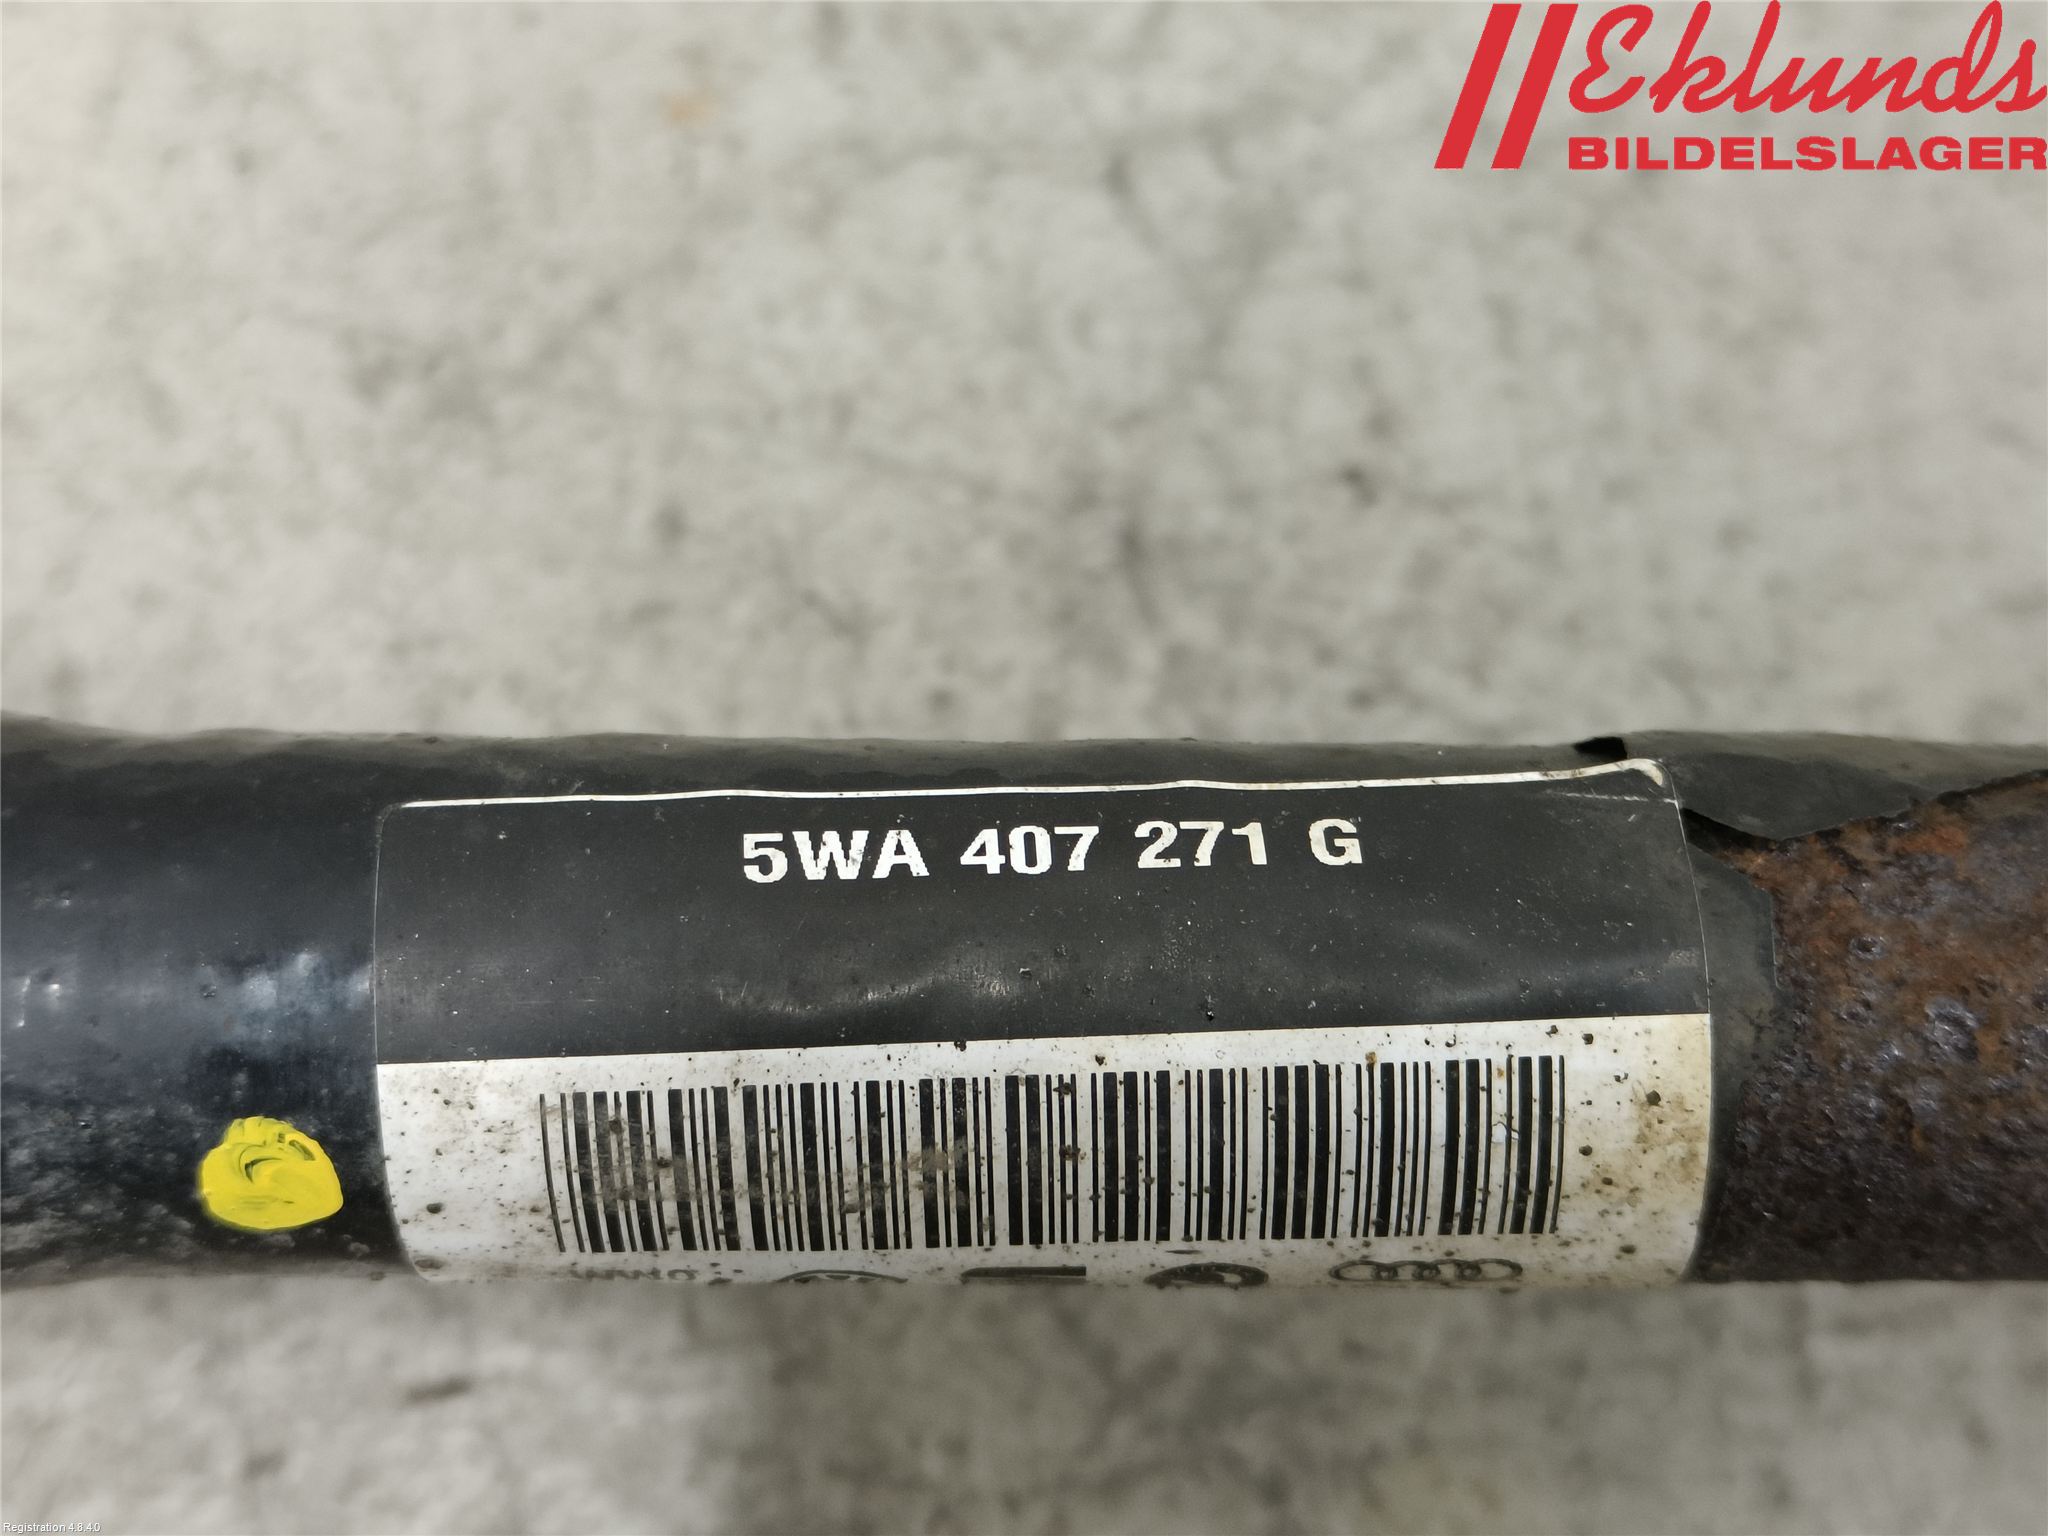 Eklunds
BILDELSLAGER
5WA 407 271 G
Registration 4.8.4.0